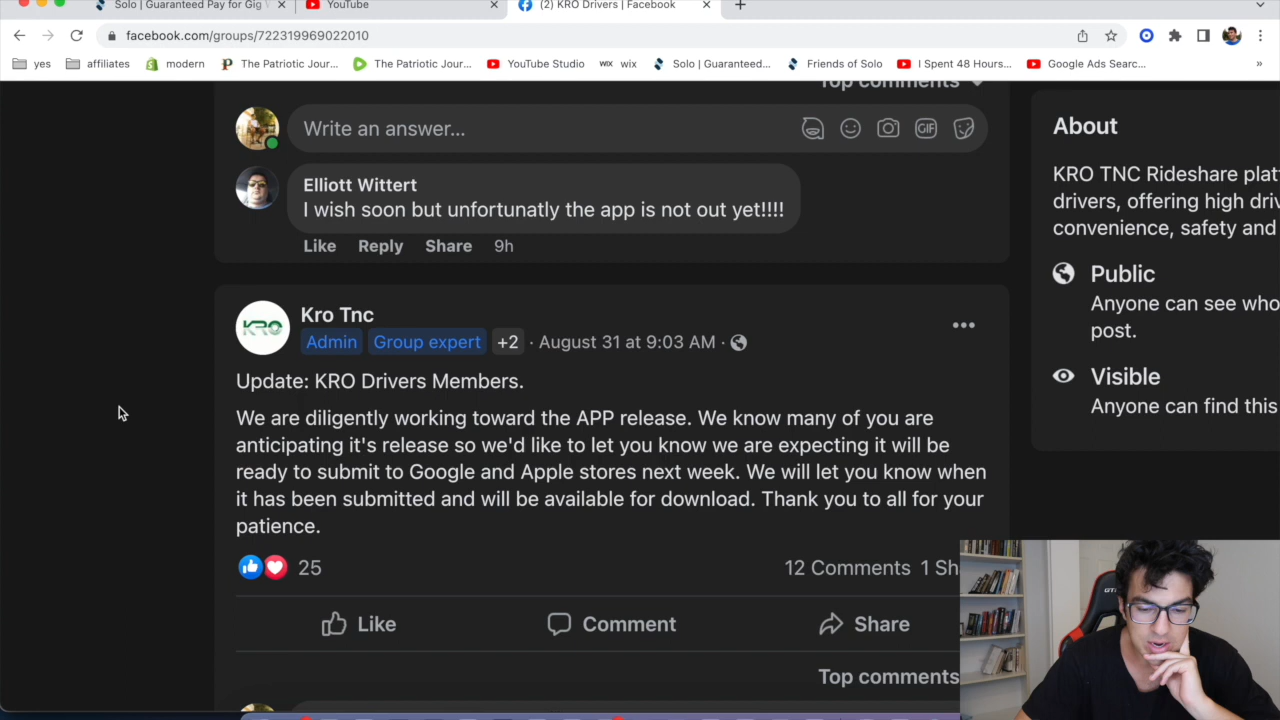 Solo | Guaranteed Pay for Gig
YouTube
(2) KRO Drivers | Facebook
facebook.com/groups/722319969022010
yes
affiliates
modern
The Patriotic Jour...
The Patriotic Jour...
YouTube Studio
WIX wix
Solo | Guaranteed...
Friends of Solo
I Spent 48 Hours...
Google Ads Searc...
»
Top comments
Write an answer...
GIF
Elliott Wittert
I wish soon but unfortunatly the app is not out yet!!!!
Like Reply Share 9h
KRO
Kro Tnc
Admin Group expert +2 · August 31 at 9:03 AM ·
Update: KRO Drivers Members.
We are diligently working toward the APP release. We know many of you are
anticipating it's release so we'd like to let you know we are expecting it will be
ready to submit to Google and Apple stores next week. We will let you know when
it has been submitted and will be available for download. Thank you to all for your
patience.
25
12 Comments 1 Sh
Like
Comment
Share
Top comments
About
KRO TNC Rideshare plat
drivers, offering high driv
convenience, safety and
Public
Anyone can see who
post.
Visible
Anyone can find this